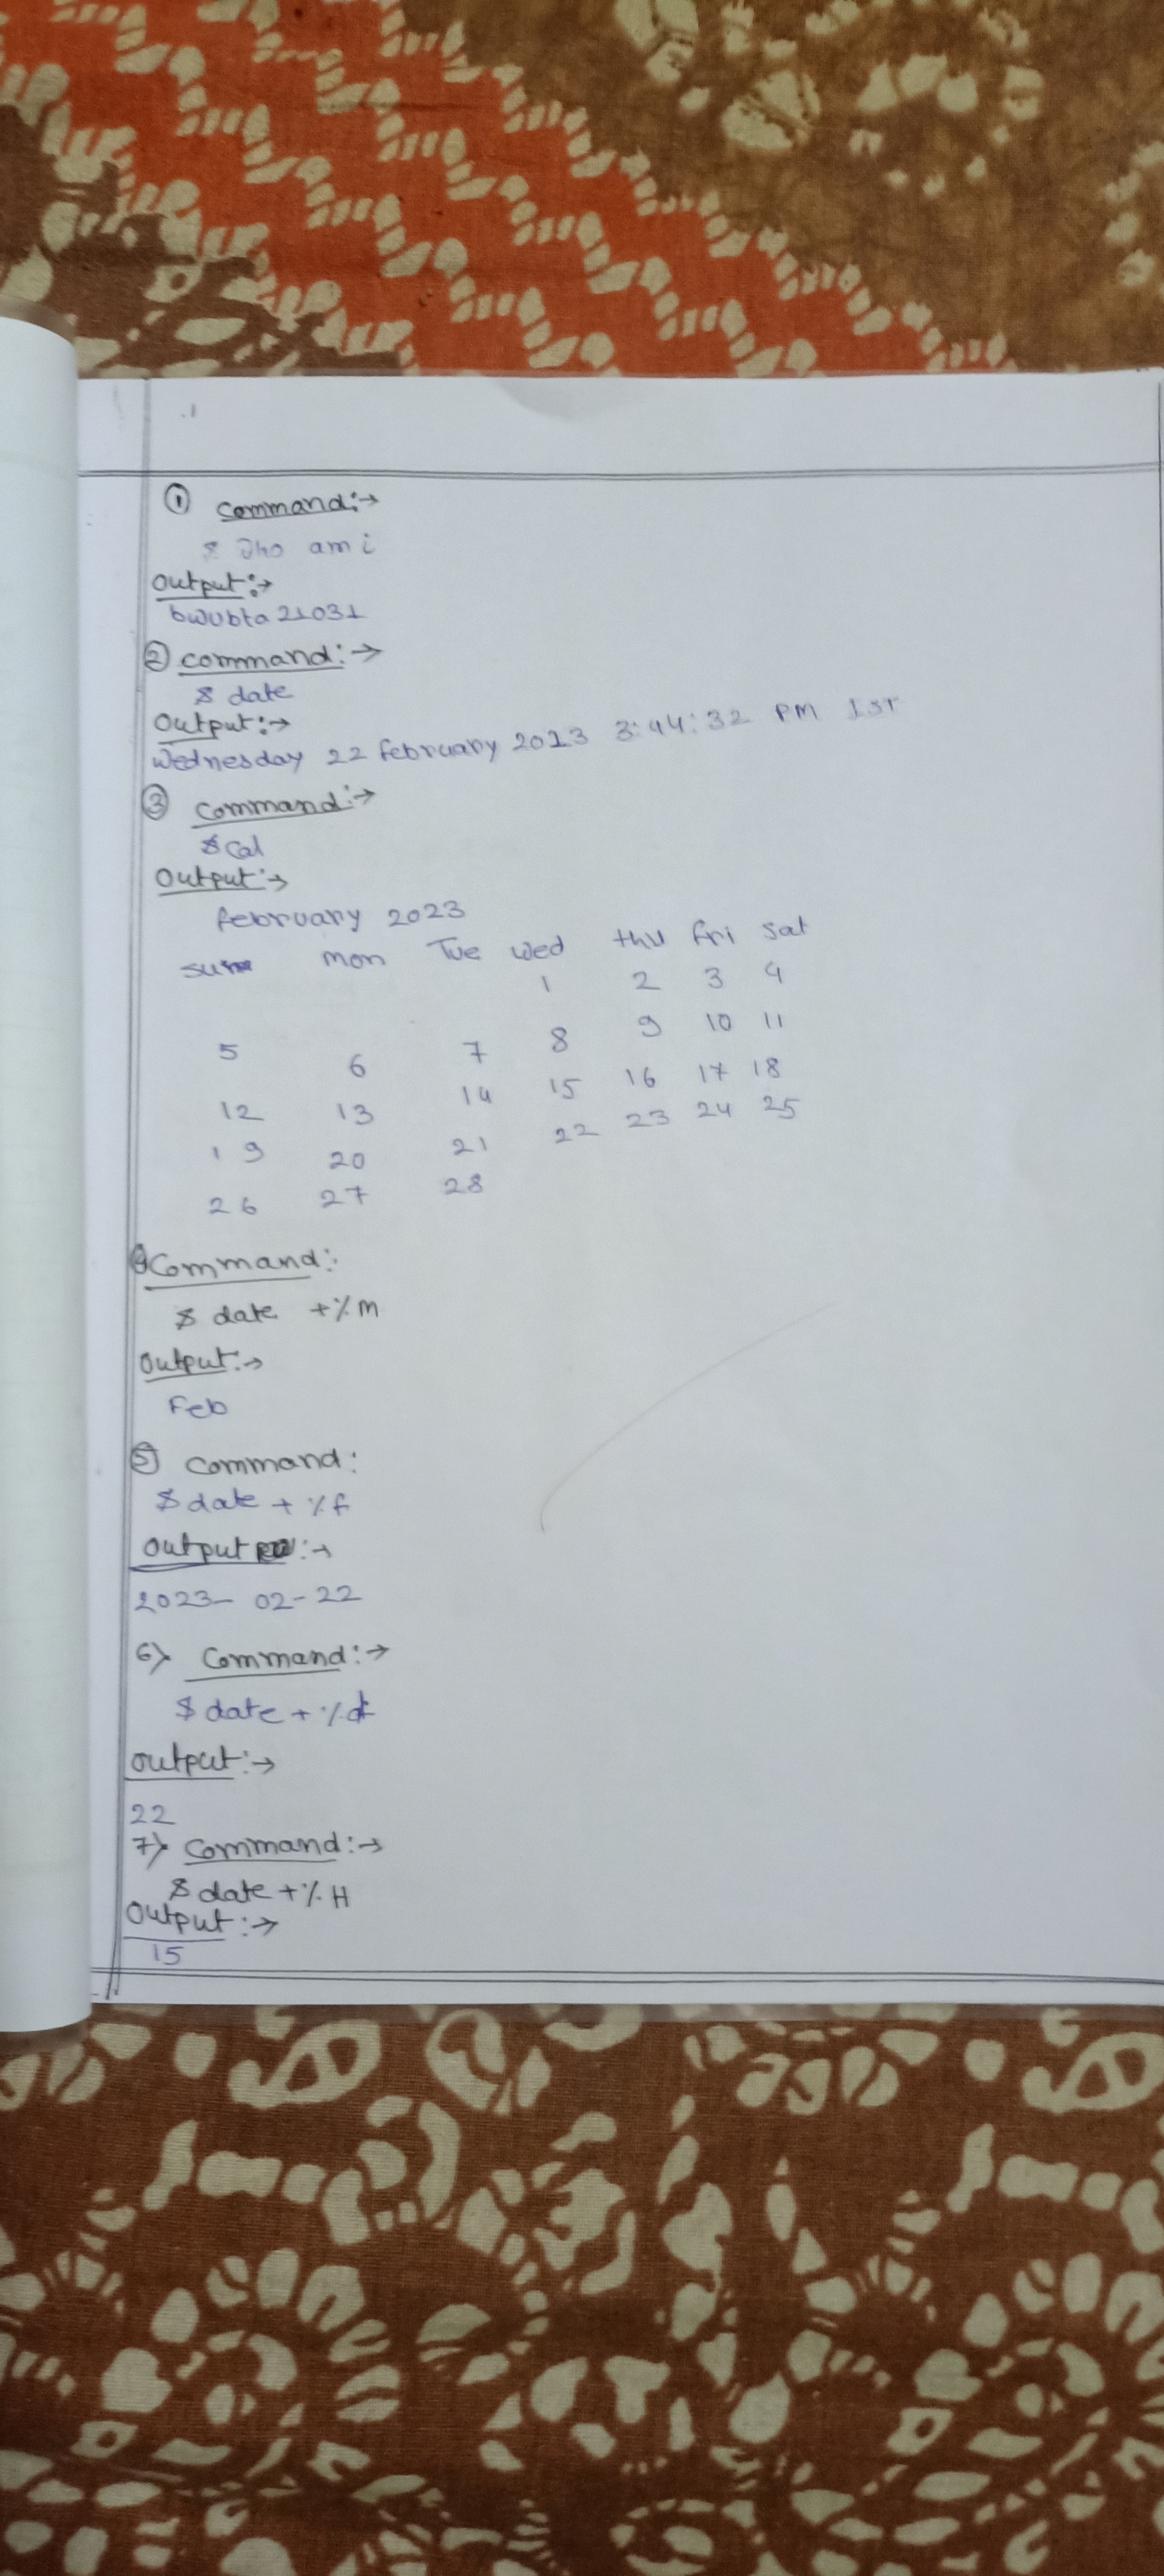 ① Command:→
$ who am i
Output:→
bwubta21031
② command:→
$ date
Output:→
Wednesday 22 february 2023 3:44:32 PM IST
③ Command:→
$ cal
Output:→
february 2023
sun mon Tue wed thu fri sat
1 2 3 4
5 6 7 8 9 10 11
12 13 14 15 16 17 18
19 20 21 22 23 24 25
26 27 28
④ Command:
$ date +%m
Output:→
Feb
⑤ Command:
$ date + %f
Output:→
2023- 02-22
6> Command:→
$ date + %d
output:→
22
7> Command:→
$ date +% H
Output:→
15